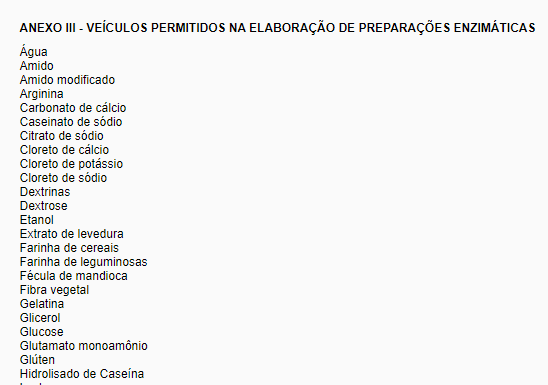 ANEXO III - VEÍCULOS PERMITIDOS NA ELABORAÇÃO DE PREPARAÇÕES ENZIMÁTICAS
Água
Amido
Amido modificado
Arginina
Carbonato de cálcio
Caseinato de sódio
Citrato de sódio
Cloreto de cálcio
Cloreto de potássio
Cloreto de sódio
Dextrinas
Dextrose
Etanol
Extrato de levedura
Farinha de cereais
Farinha de leguminosas
Fécula de mandioca
Fibra vegetal
Gelatina
Glicerol
Glucose
Glutamato monoamônio
Glúten
Hidrolisado de Caseína